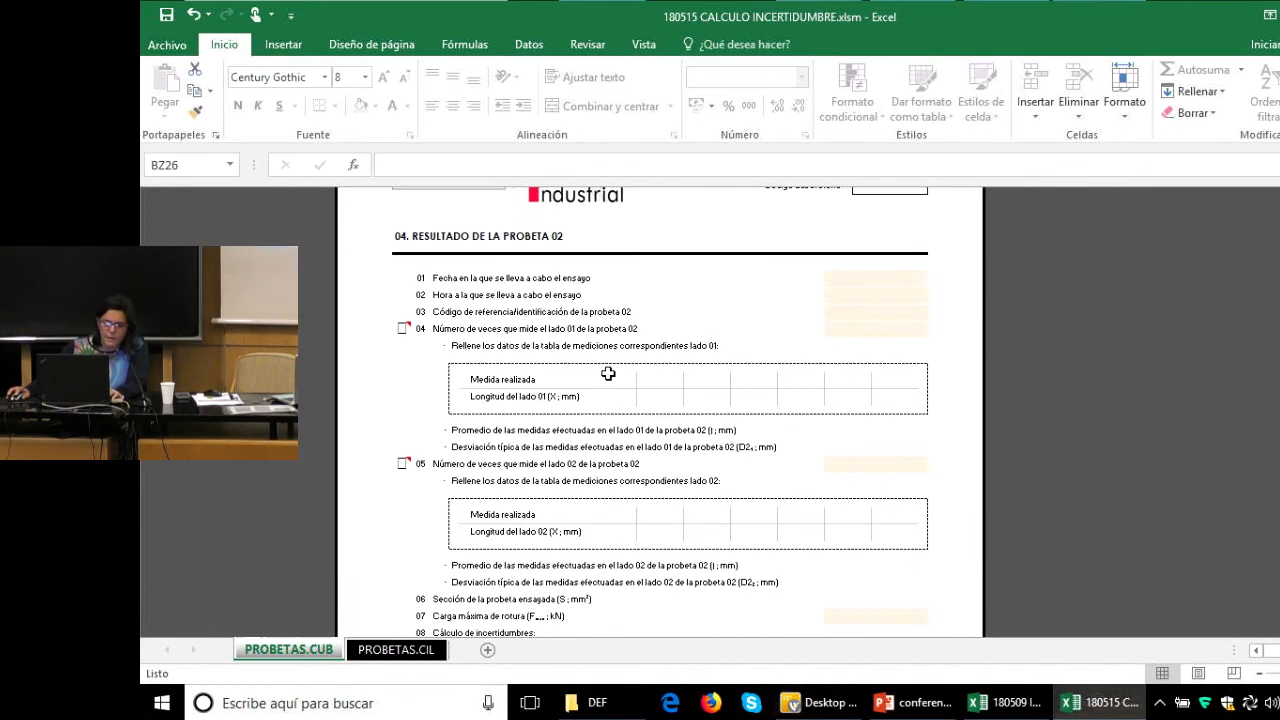 180515 CALCULO INCERTIDUMBRE.xlsm - Excel
Archivo Inicio Insertar Diseño de página Fórmulas Datos Revisar Vista ¿Qué desea hacer? Iniciar
Pegar
Century Gothic 8
N K S
Ajustar texto
Combinar y centrar
% 000
Formato condicional
Dar formato como tabla
Estilos de celda
Insertar Eliminar Formato
Autosuma
Rellenar
Borrar
Portapapeles Fuente Alineación Número Estilos Celdas
BZ26 fx
ndustrial
04. RESULTADO DE LA PROBETA 02
01 Fecha en la que se lleva a cabo el ensayo
02 Hora a la que se lleva a cabo el ensayo
03 Código de referencia/identificación de la probeta 02
04 Número de veces que mide el lado 01 de la probeta 02
· Rellene los datos de la tabla de mediciones correspondientes lado 01:
Medida realizada
Longitud del lado 01 (X ; mm)
· Promedio de las medidas efectuadas en el lado 01 de la probeta 02 (j ; mm)
· Desviación típica de las medidas efectuadas en el lado 01 de la probeta 02 (D2₁ ; mm)
05 Número de veces que mide el lado 02 de la probeta 02
· Rellene los datos de la tabla de mediciones correspondientes lado 02:
Medida realizada
Longitud del lado 02 (X ; mm)
· Promedio de las medidas efectuadas en el lado 02 de la probeta 02 (j ; mm)
· Desviación típica de las medidas efectuadas en el lado 02 de la probeta 02 (D2₂ ; mm)
06 Sección de la probeta ensayada (S ; mm²)
07 Carga máxima de rotura (Fₘₐₓ ; kN)
08 Cálculo de incertidumbres:
PROBETAS.CUB PROBETAS.CIL
Listo
Escribe aquí para buscar DEF Desktop ... conferen... 180509 I... 180515 C...